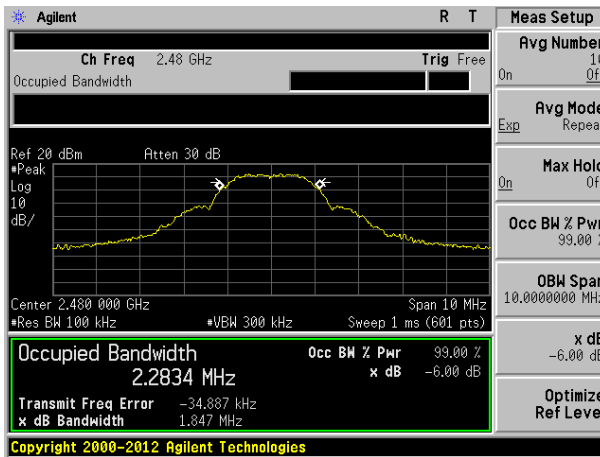 Agilent R T Meas Setup
Ch Freq 2.48 GHz Trig Free
Occupied Bandwidth
Avg Number
On
Avg Mode
Exp
Max Hold
On
Occ BW % Pwr
99.00 %
OBW Span
10.0000000 MHz
x dB
-6.00 dB
Optimize
Ref Level
Ref 20 dBm Atten 30 dB
#Peak
Log
10
dB/
Center 2.480 000 GHz Span 10 MHz
#Res BW 100 kHz #VBW 300 kHz Sweep 1 ms (601 pts)
Occupied Bandwidth Occ BW % Pwr 99.00 %
2.2834 MHz x dB -6.00 dB
Transmit Freq Error -34.887 kHz
x dB Bandwidth 1.847 MHz
Copyright 2000-2012 Agilent Technologies